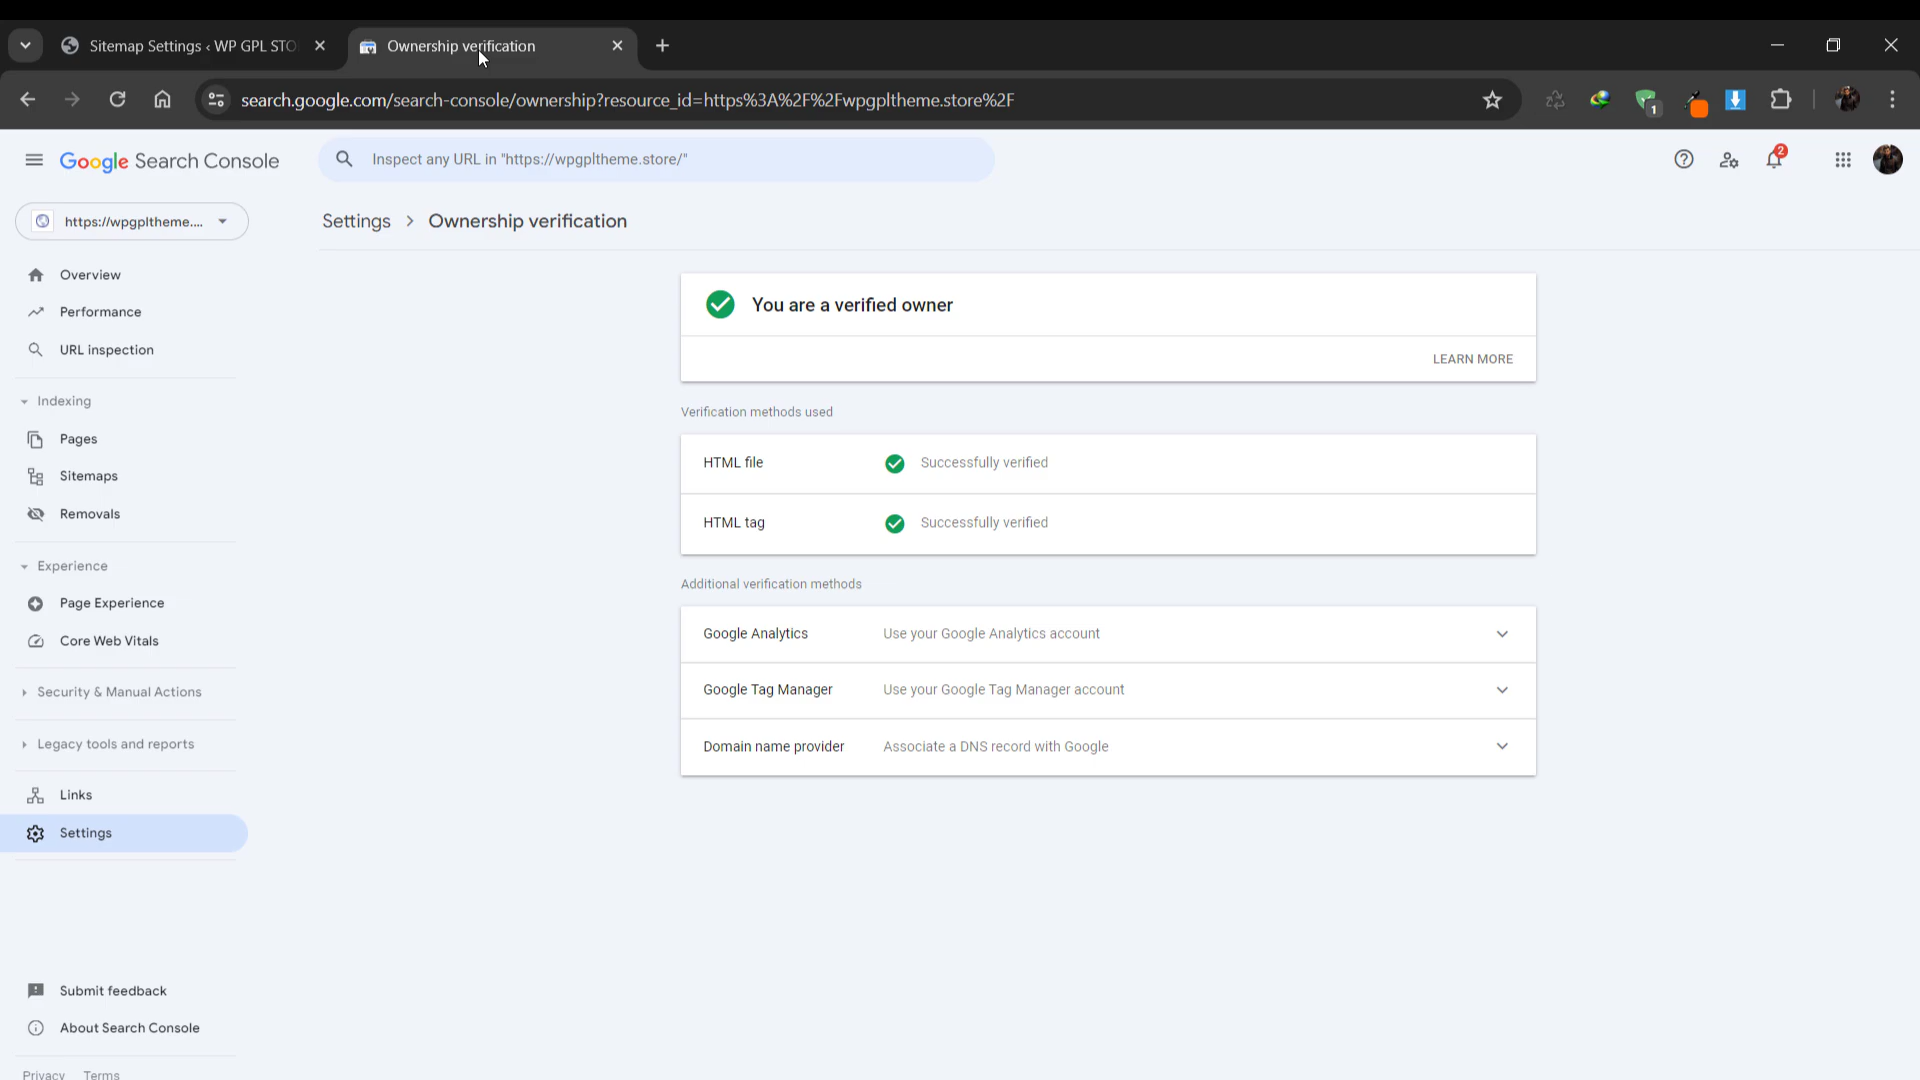 Sitemap Settings ‹ WP GPL STO
Ownership verification
search.google.com/search-console/ownership?resource_id=https%3A%2F%2Fwpgpltheme.store%2F
1
Google Search Console
Inspect any URL in "https://wpgpltheme.store/"
2
https://wpgpltheme....
Settings
Ownership verification
Overview
Performance
URL inspection
Indexing
Pages
Sitemaps
Removals
Experience
Page Experience
Core Web Vitals
Security & Manual Actions
Legacy tools and reports
Links
Settings
Submit feedback
About Search Console
Privacy Terms
You are a verified owner
LEARN MORE
Verification methods used
HTML file Successfully verified
HTML tag Successfully verified
Additional verification methods
Google Analytics Use your Google Analytics account
Google Tag Manager Use your Google Tag Manager account
Domain name provider Associate a DNS record with Google